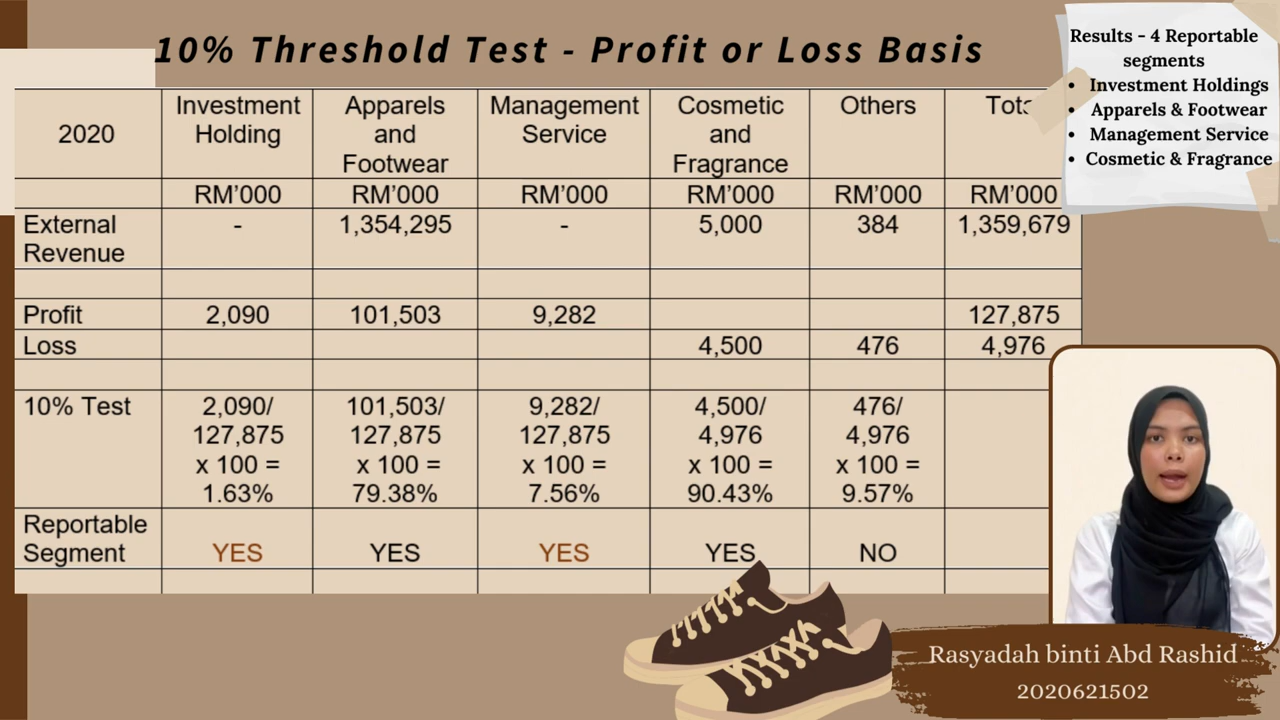 10% Threshold Test - Profit or Loss Basis
Results - 4 Reportable
segments
• Investment Holdings
• Apparels & Footwear
• Management Service
• Cosmetic & Fragrance
2020 Investment Holding Apparels and Footwear Management Service Cosmetic and Fragrance Others
RM’000 RM’000 RM’000 RM’000 RM’000 RM’000
External Revenue - 1,354,295 - 5,000 384 1,359,679
Profit 2,090 101,503 9,282 127,875
Loss 4,500 476 4,976
10% Test 2,090/ 101,503/ 9,282/ 4,500/ 476/
127,875 127,875 127,875 4,976 4,976
x 100 = x 100 = x 100 = x 100 = x 100 =
1.63% 79.38% 7.56% 90.43% 9.57%
Reportable Segment YES YES YES YES NO
Rasyadah binti Abd Rashid
2020621502